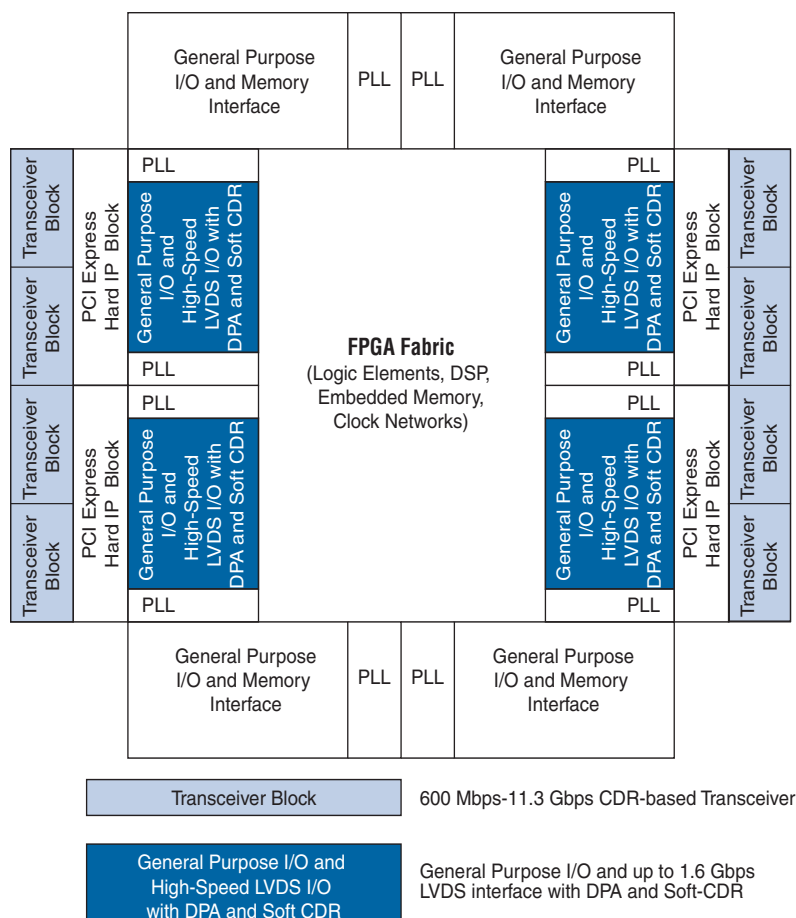 General Purpose
I/O and Memory
Interface
PLL
PLL
General Purpose
I/O and Memory
Interface
Transceiver
Block
Transceiver
Block
PCI Express
Hard IP Block
PLL
General Purpose
I/O and
High-Speed
LVDS I/O with
DPA and Soft CDR
PLL
FPGA Fabric
(Logic Elements, DSP,
Embedded Memory,
Clock Networks)
PLL
General Purpose
I/O and
High-Speed
LVDS I/O with
DPA and Soft CDR
PLL
PCI Express
Hard IP Block
Transceiver
Block
Transceiver
Block
Transceiver
Block
Transceiver
Block
PCI Express
Hard IP Block
PLL
General Purpose
I/O and
High-Speed
LVDS I/O with
DPA and Soft CDR
PLL
PLL
General Purpose
I/O and
High-Speed
LVDS I/O with
DPA and Soft CDR
PLL
PCI Express
Hard IP Block
Transceiver
Block
Transceiver
Block
General Purpose
I/O and Memory
Interface
PLL
PLL
General Purpose
I/O and Memory
Interface
Transceiver Block
600 Mbps-11.3 Gbps CDR-based Transceiver
General Purpose I/O and
High-Speed LVDS I/O
with DPA and Soft CDR
General Purpose I/O and up to 1.6 Gbps
LVDS interface with DPA and Soft-CDR